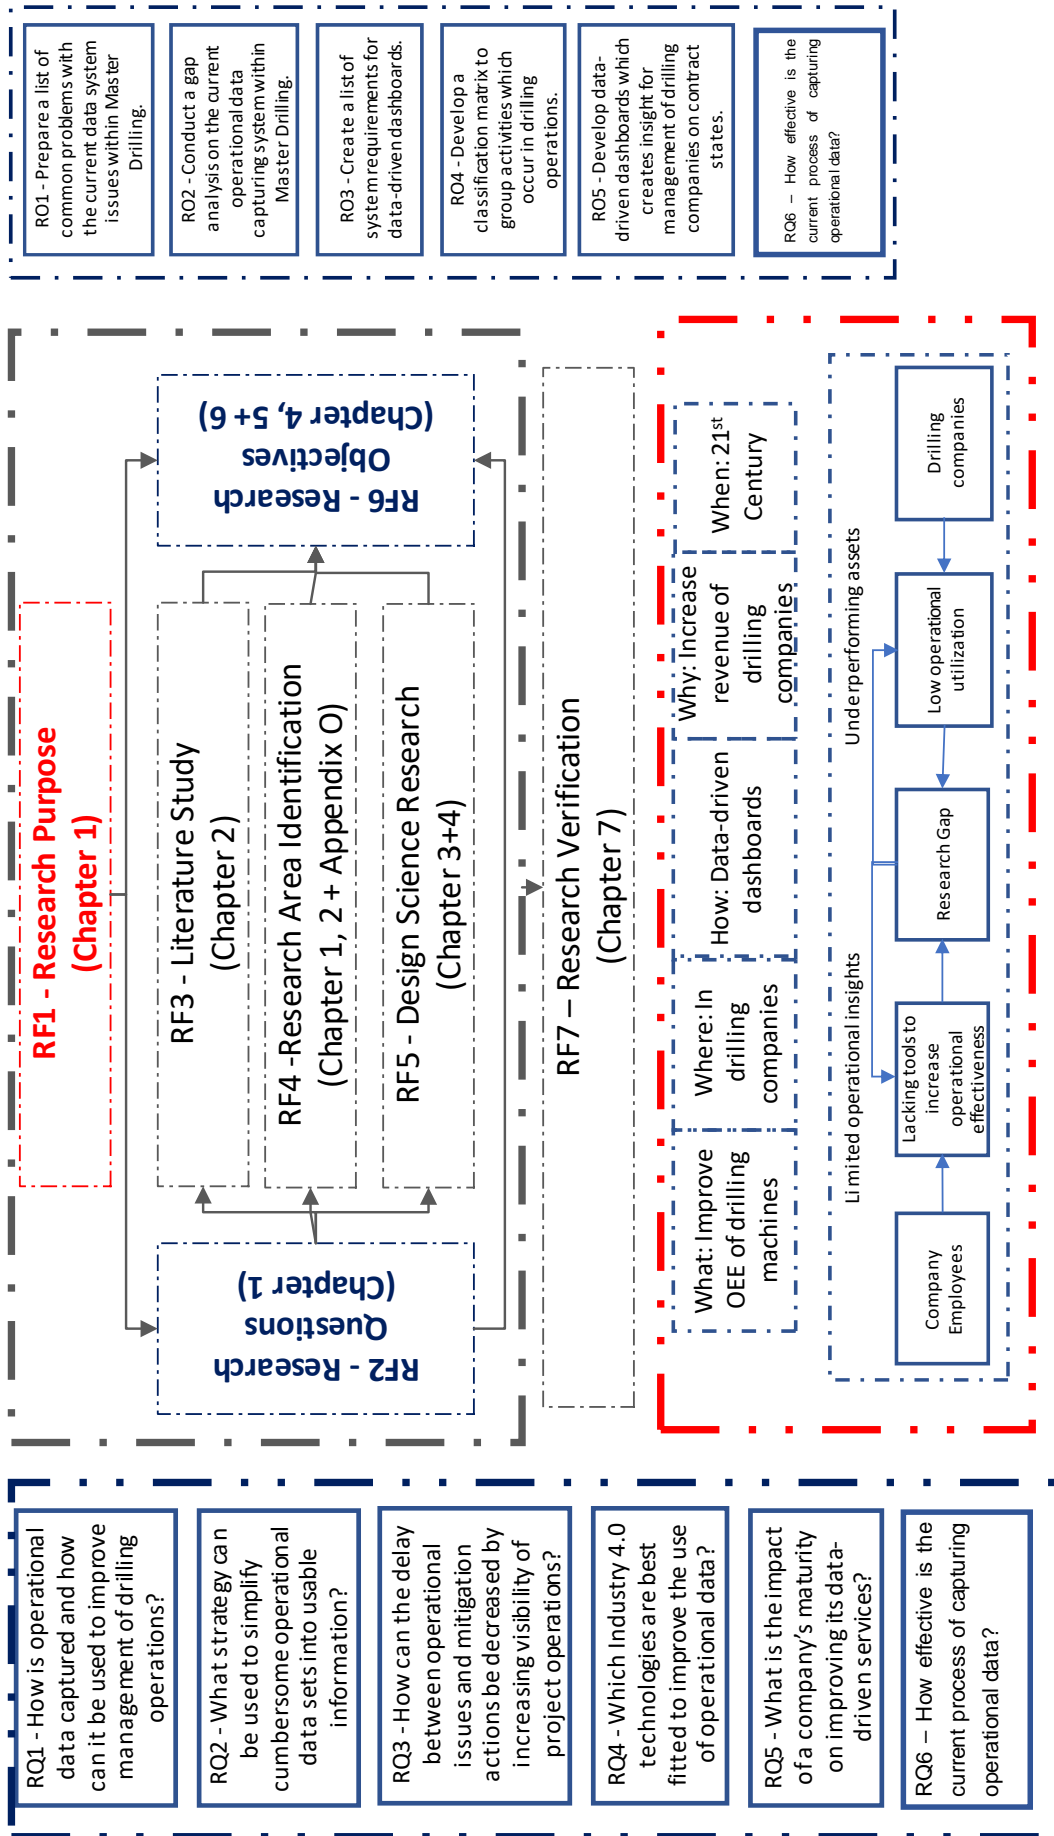 RQ1 - How is operational
data captured and how
can it be used to improve
management of drilling
operations?
RQ2 - What strategy can
be used to simplify
cumbersome operational
data sets into usable
information?
RQ3 - How can the delay
between operational
issues and mitigation
actions be decreased by
increasing visibility of
project operations?
RQ4 - Which Industry 4.0
technologies are best
fitted to improve the use
of operational data?
RQ5 - What is the impact
of a company's maturity
on improving its data-
driven services?
RQ6 – How effective is the
current process of capturing
operational data?
RF1 - Research Purpose
(Chapter 1)
RF2 - Research
Questions
(Chapter 1)
RF3 - Literature Study
(Chapter 2)
RF4 -Research Area Identification
(Chapter 1, 2 + Appendix O)
RF5 - Design Science Research
(Chapter 3+4)
RF6 - Research
Objectives
(Chapter 4, 5+ 6)
RF7 – Research Verification
(Chapter 7)
What: Improve
OEE of drilling
machines
Where: In
drilling
companies
How: Data-driven
dashboards
Why: Increase
revenue of
drilling
companies
When: 21st
Century
Limited operational insights
Underperforming assets
Company
Employees
Lacking tools to
increase
operational
effectiveness
Research Gap
Low operational
utilization
Drilling
companies
RO1 - Prepare a list of
common problems with
the current data system
issues within Master
Drilling.
RO2 - Conduct a gap
analysis on the current
operational data
capturing system within
Master Drilling.
RO3 - Create a list of
system requirements for
data-driven dashboards.
RO4 – Develop a
classification matrix to
group activities which
occur in drilling
operations.
RO5 - Develop data-
driven dashboards which
creates insight for
management of drilling
companies on contract
states.
RQ6 – How effective is the
current process of capturing
operational data?